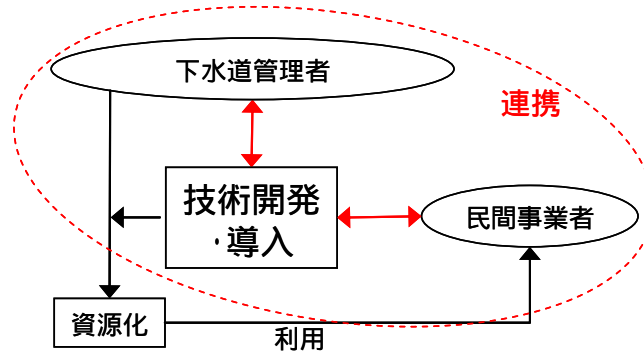 下水道管理者
連携
技術開発
・導入
民間事業者
資源化
利用